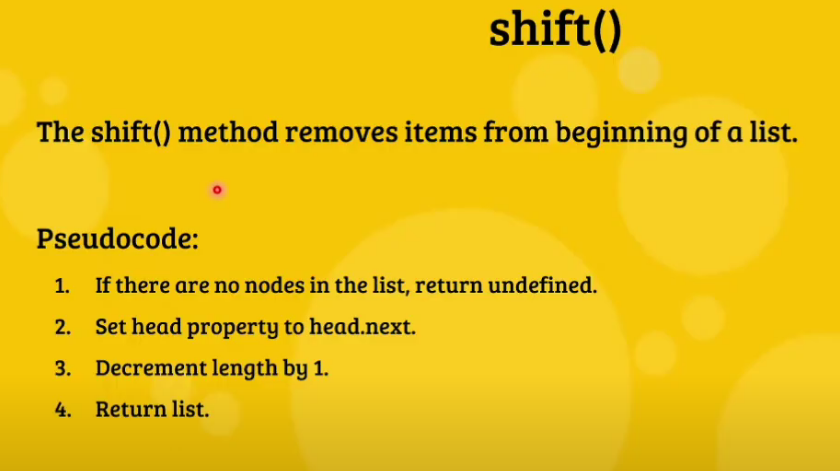 shift()
The shift() method removes items from beginning of a list.
Pseudocode:
1. If there are no nodes in the list, return undefined.
2. Set head property to head.next.
3. Decrement length by 1.
4. Return list.